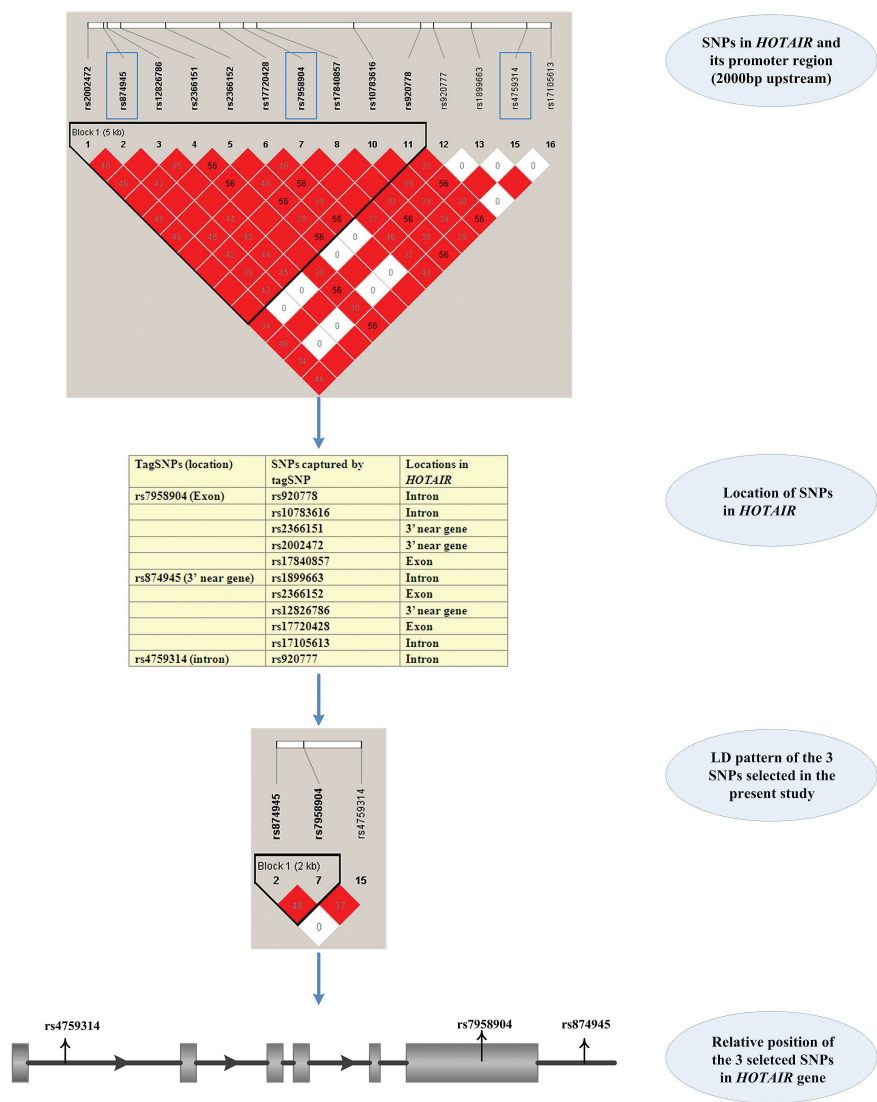 SNPs in HOTAIR and
its promoter region
(2000bp upstream)
rs2002472
rs874945
rs12826786
rs2366151
rs2366152
rs17720428
rs7958904
rs17840857
rs10783616
rs920778
rs920777
rs1899663
rs4759314
rs17105613
Block 1 (5 kb)
1 2 3 4 5 6 7 8 10 11 12 13 15 16
TagSNPs (location) SNPs captured by tagSNP Locations in HOTAIR
rs7958904 (Exon) rs920778 Intron
rs10783616 Intron
rs2366151 3’ near gene
rs2002472 3’ near gene
rs17840857 Exon
rs874945 (3’ near gene) rs1899663 Intron
rs2366152 Exon
rs12826786 3’ near gene
rs17720428 Exon
rs17105613 Intron
rs4759314 (intron) rs920777 Intron
Location of SNPs
in HOTAIR
rs874945
rs7958904
rs4759314
Block 1 (2 kb)
2 7 15
46 37
0
LD pattern of the 3
SNPs selected in the
present study
rs4759314
rs7958904
rs874945
Relative position of
the 3 seletced SNPs
in HOTAIR gene